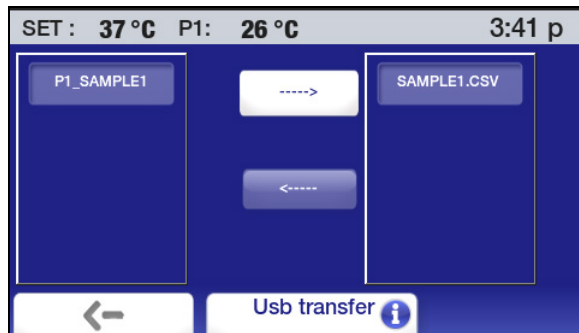 SET : 37 °C P1: 26 °C 3:41 p
P1_SAMPLE1
----->
SAMPLE1.CSV
<-----
Usb transfer i